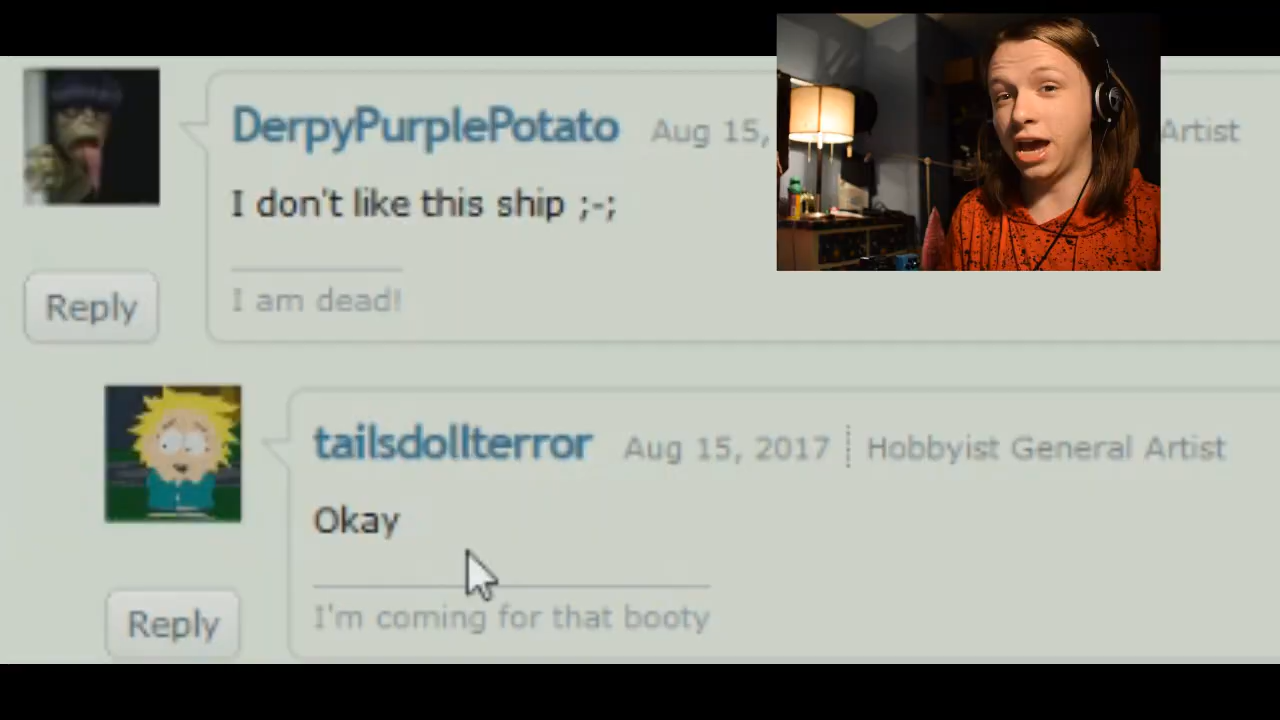 DerpyPurplePotato Aug 15, Artist
I don't like this ship ;-;
I am dead!
Reply
tailsdollterror Aug 15, 2017 Hobbyist General Artist
Okay
I'm coming for that booty
Reply